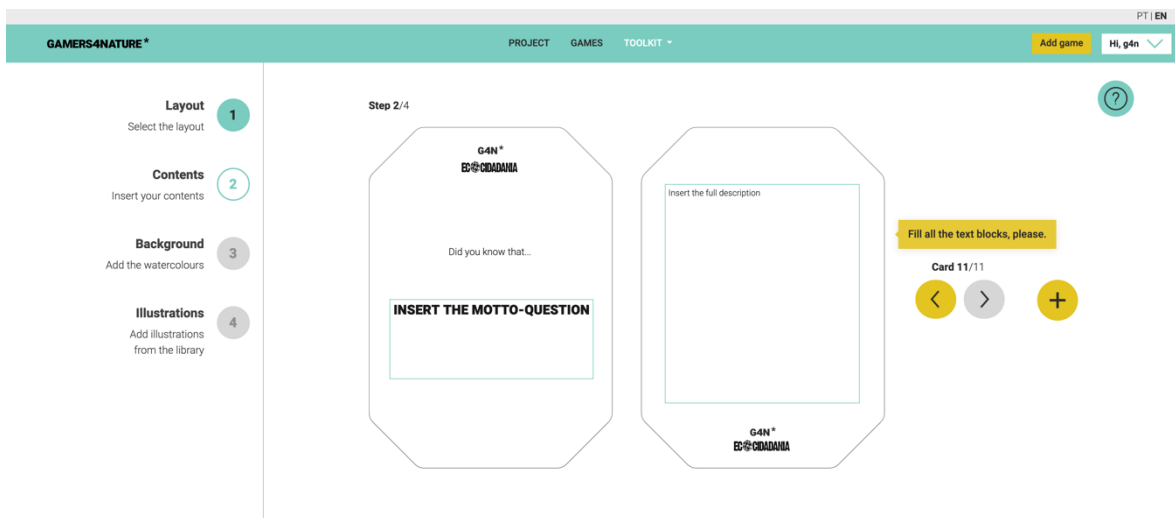 PT | EN
GAMERS4NATURE*
PROJECT GAMES TOOLKIT
Add game
Hi, g4n
Layout
Select the layout
1
Contents
Insert your contents
2
Background
Add the watercolours
3
Illustrations
Add illustrations
from the library
4
Step 2/4
G4N*
ECOCIDADANIA
Did you know that...
INSERT THE MOTTO-QUESTION
Insert the full description
G4N*
ECOCIDADANIA
?
Fill all the text blocks, please.
Card 11/11
< > +